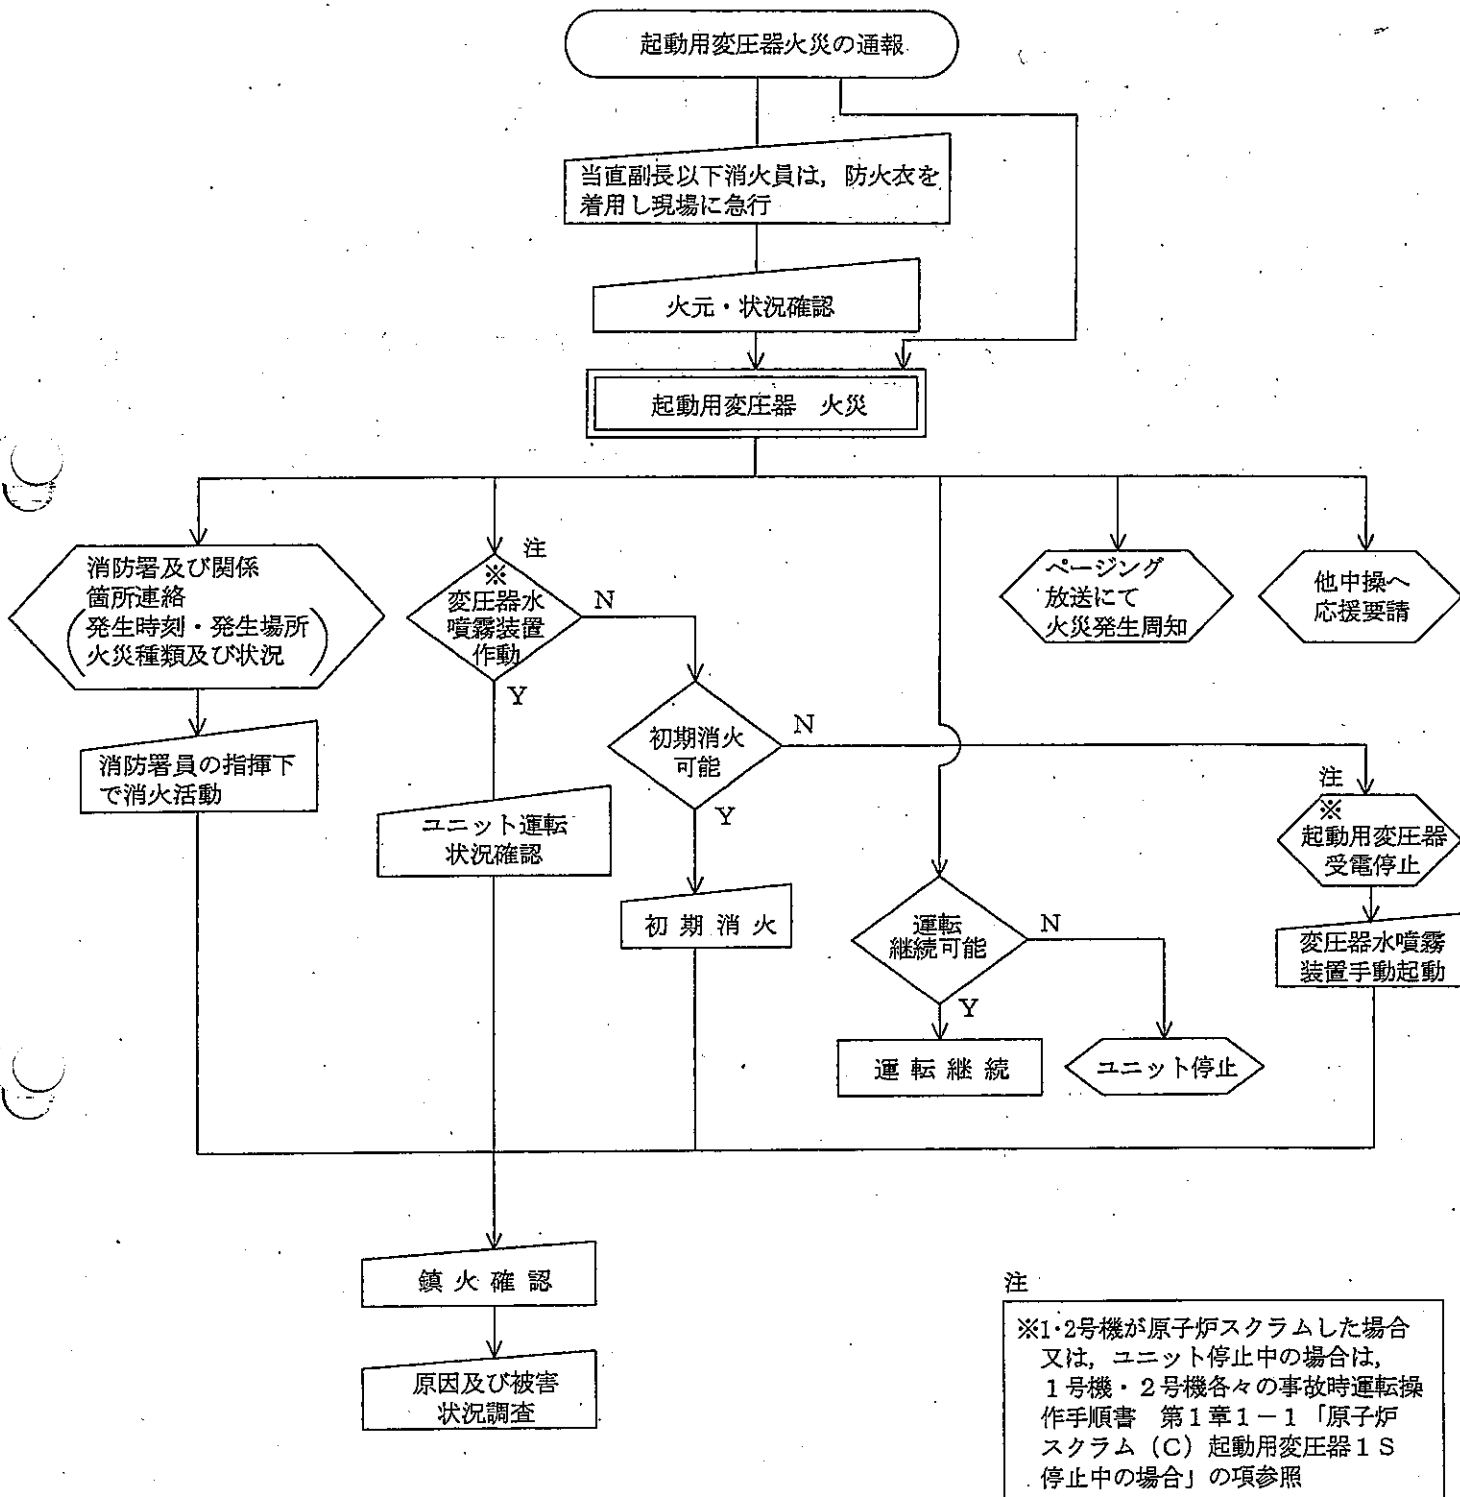 起動用変圧器火災の通報
当直副長以下消火員は，防火衣を
着用し現場に急行
火元・状況確認
起動用変圧器　火災
消防署及び関係
箇所連絡
(発生時刻・発生場所
火災種類及び状況)
消防署員の指揮下
で消火活動
注
※
変圧器水
噴霧装置
作動
N
Y
ユニット運転
状況確認
初期消火
可能
N
Y
初 期 消 火
運転
継続可能
N
Y
運 転 継 続
ユニット停止
ページング
放送にて
火災発生周知
他中操へ
応援要請
注
※
起動用変圧器
受電停止
変圧器水噴霧
装置手動起動
鎮 火 確 認
原因及び被害
状況調査
注
※1･2号機が原子炉スクラムした場合
又は，ユニット停止中の場合は，
1号機・2号機各々の事故時運転操
作手順書　第1章1－1「原子炉
スクラム（C）起動用変圧器1S
停止中の場合」の項参照